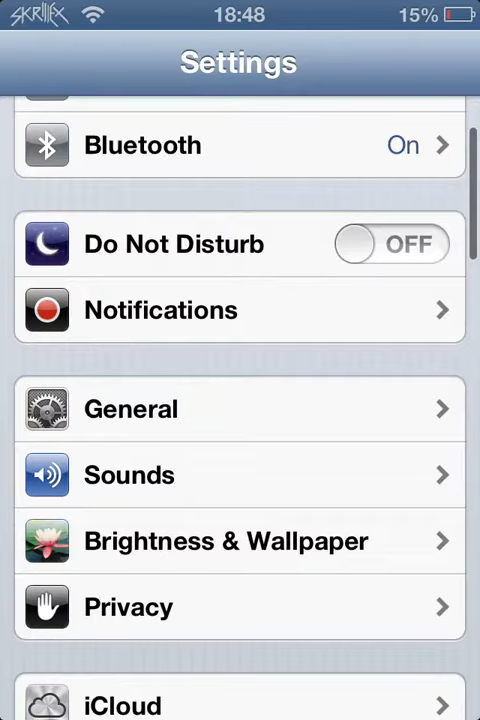 SKRILLEX 18:48 15%
Settings
Bluetooth On
Do Not Disturb OFF
Notifications
General
Sounds
Brightness & Wallpaper
Privacy
iCloud